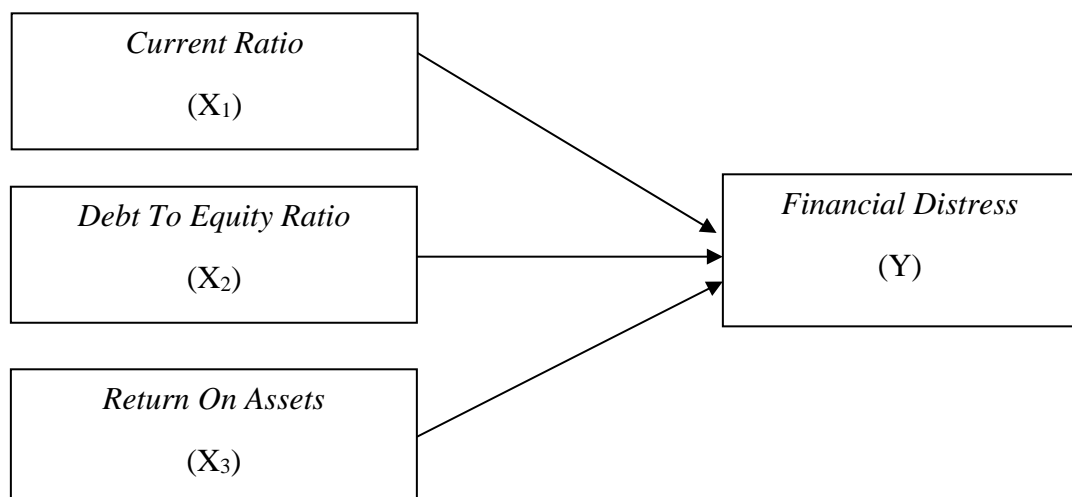 Current Ratio
(X₁)
Debt To Equity Ratio
(X₂)
Return On Assets
(X₃)
Financial Distress
(Y)